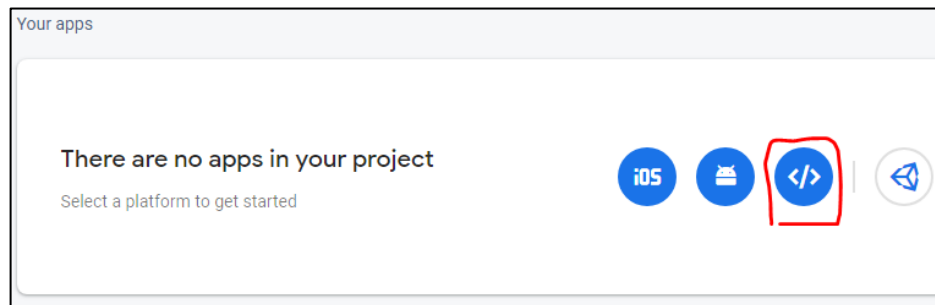 Your apps
There are no apps in your project
Select a platform to get started
iOS
</>